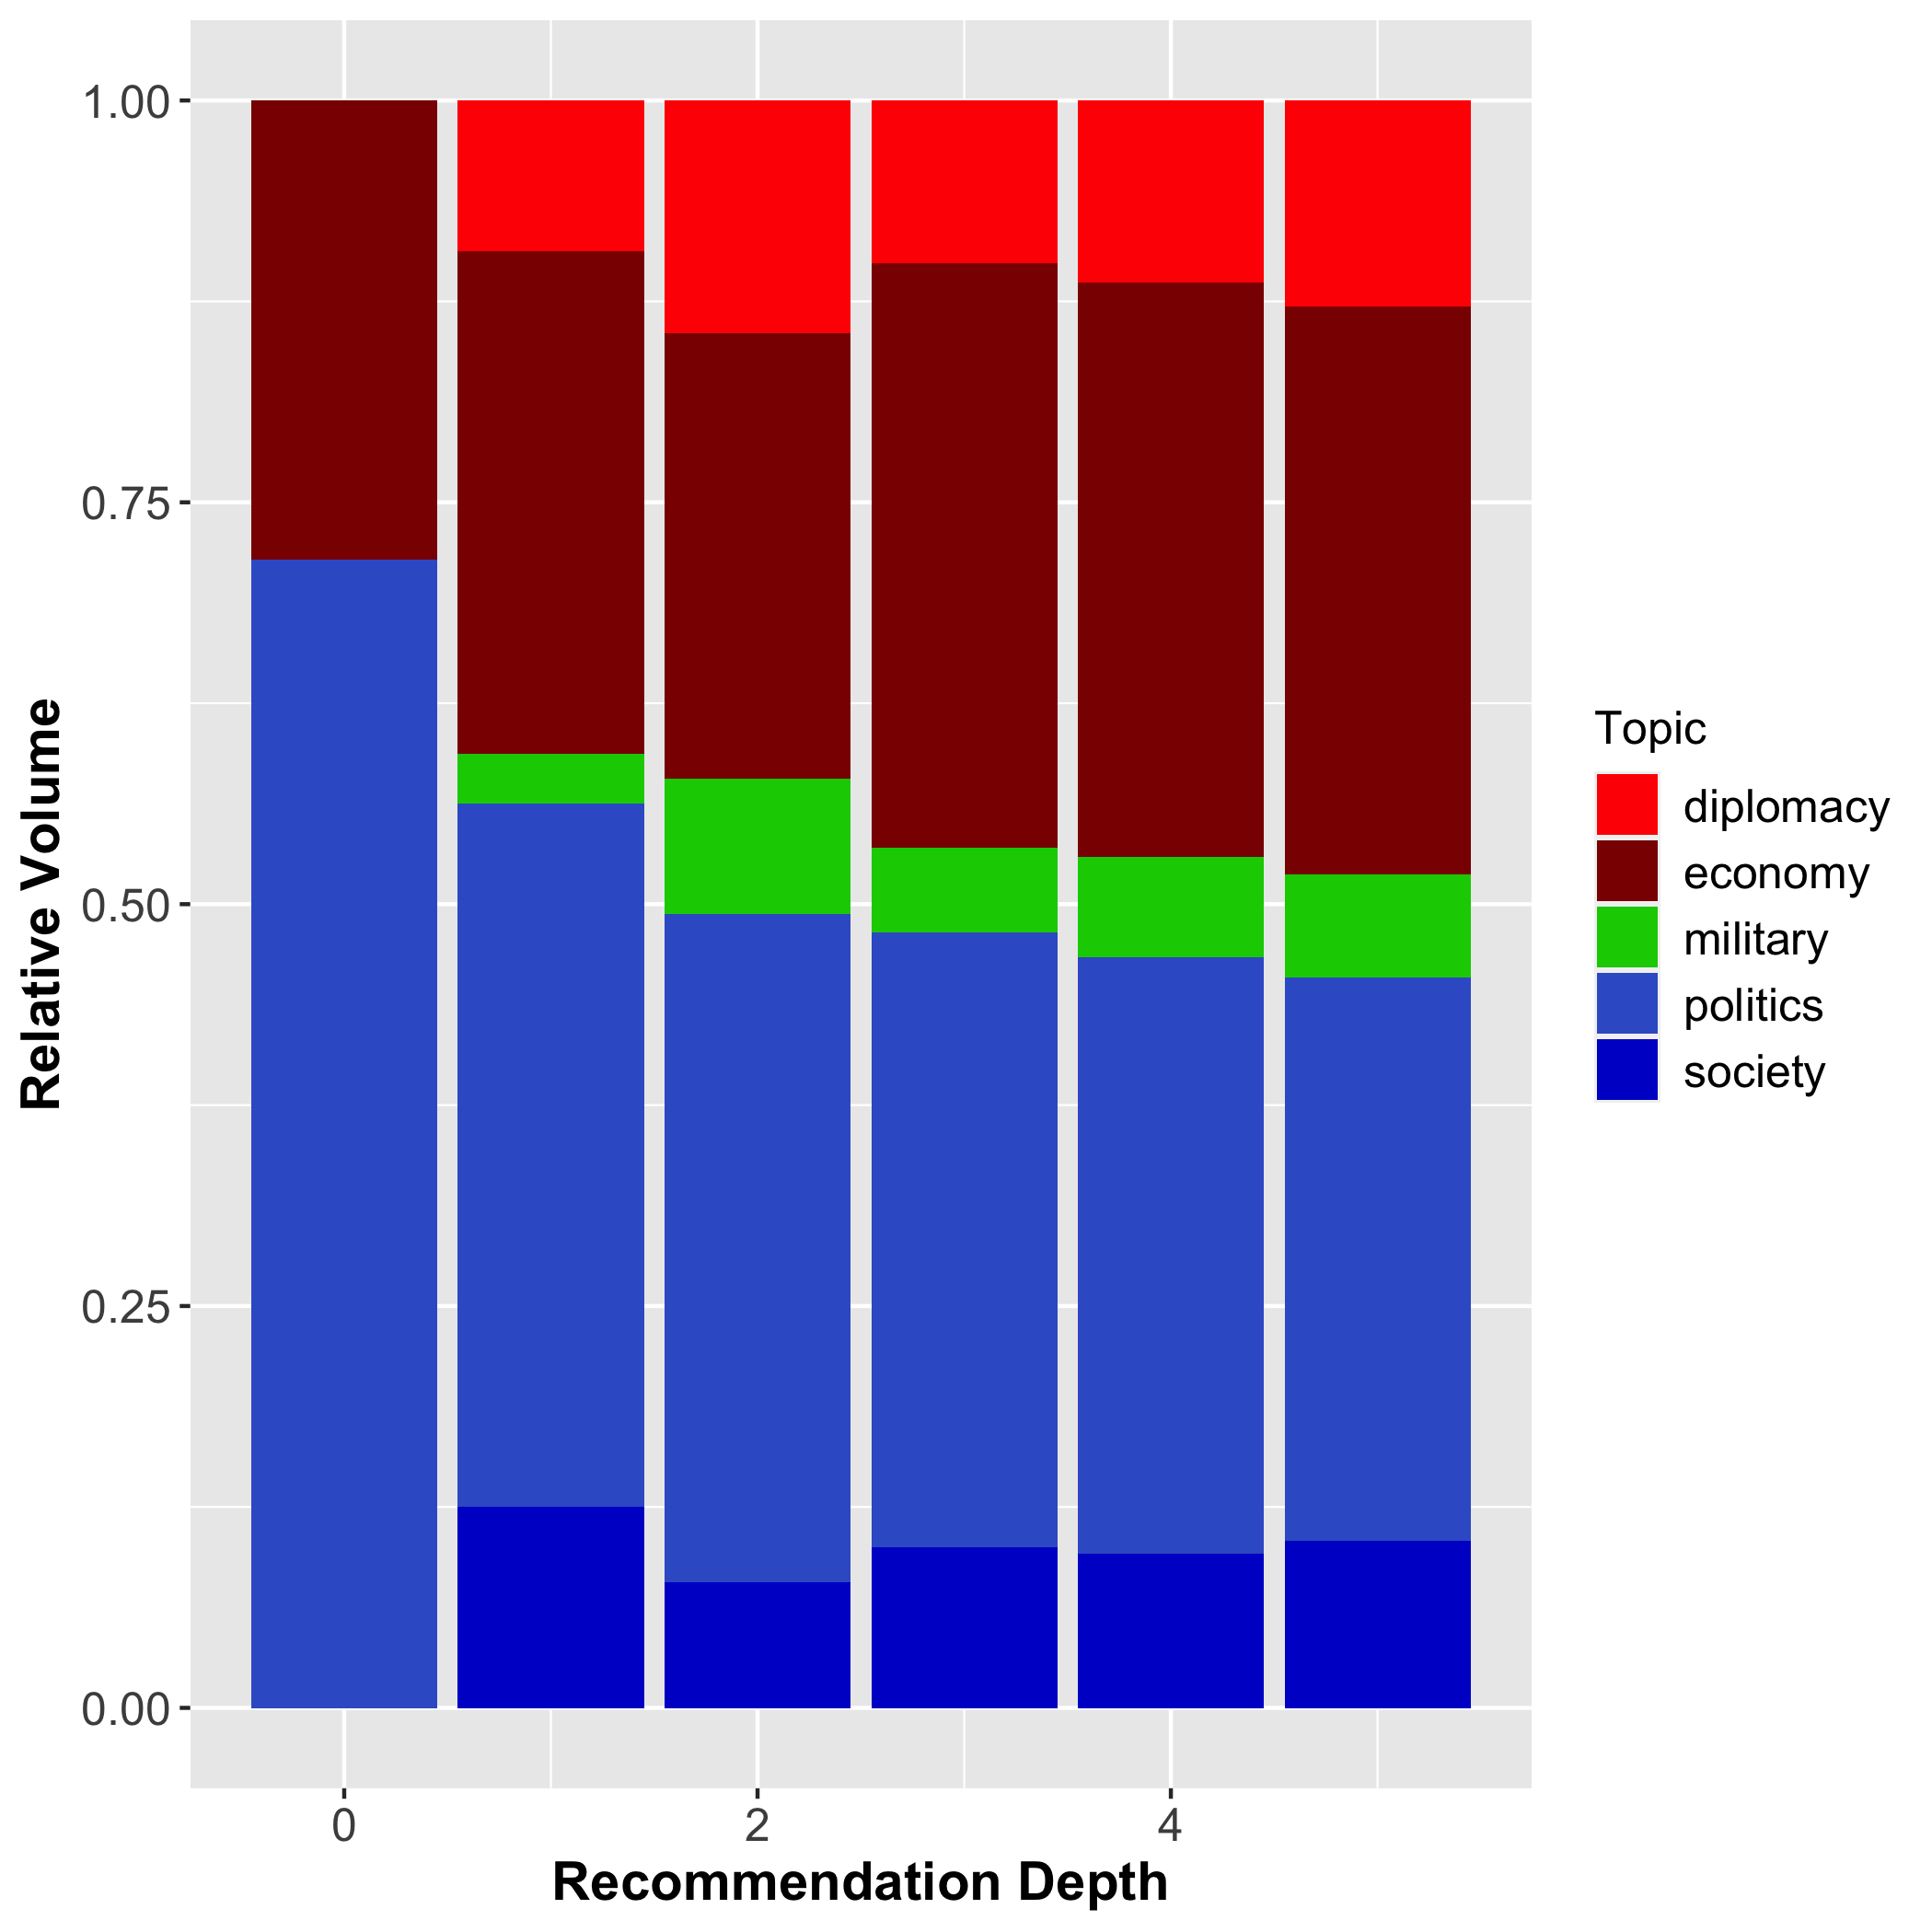 1.00
0.75
0.50
0.25
0.00
Relative Volume
0
2
4
Recommendation Depth
Topic
diplomacy
economy
military
politics
society